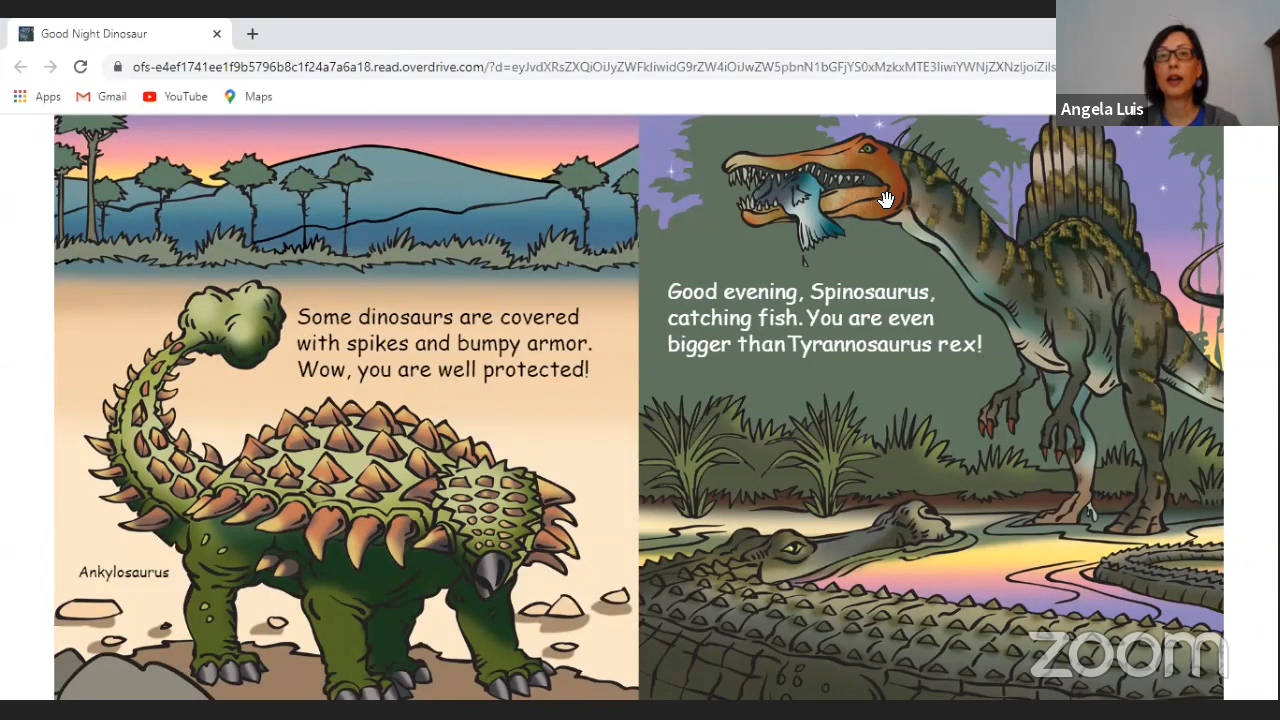 Good Night Dinosaur
ofs-e4ef1741ee1f9b5796b8c1f24a7a6a18.read.overdrive.com/?d=eyJvdXRsZXQiOiJyZWFkIiwidG9rZW4iOiJwZW5pbnN1bGFjYS0xMzkxMTE3IiwiYWNjZXNzIjoiZiIs
Apps Gmail YouTube Maps
Angela Luis
Some dinosaurs are covered
with spikes and bumpy armor.
Wow, you are well protected!
Ankylosaurus
Good evening, Spinosaurus,
catching fish. You are even
bigger than Tyrannosaurus rex!
zoom